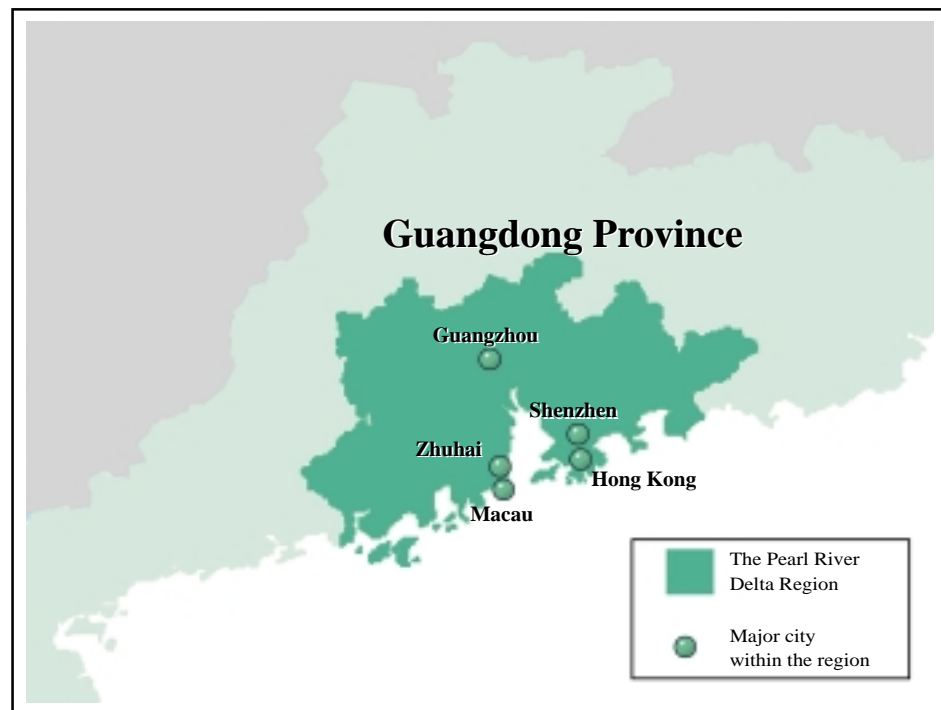 Guangdong Province
Guangzhou
Shenzhen
Zhuhai
Hong Kong
Macau
The Pearl River
Delta Region
Major city
within the region